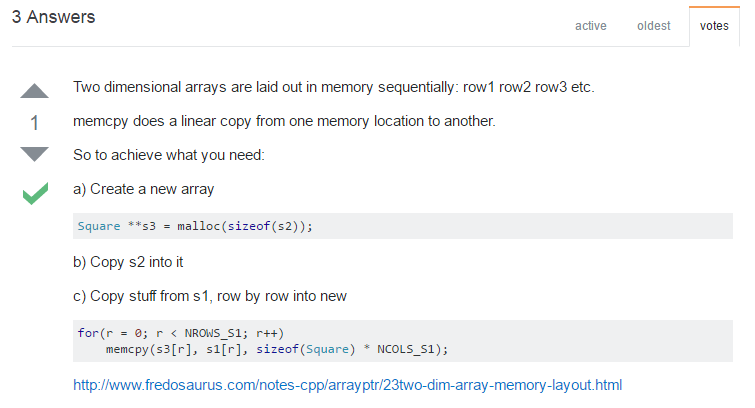 3 Answers
active oldest votes
Two dimensional arrays are laid out in memory sequentially: row1 row2 row3 etc.
1
memcpy does a linear copy from one memory location to another.
So to achieve what you need:
a) Create a new array
Square **s3 = malloc(sizeof(s2));
b) Copy s2 into it
c) Copy stuff from s1, row by row into new
for(r = 0; r < NROWS_S1; r++)
    memcpy(s3[r], s1[r], sizeof(Square) * NCOLS_S1);
http://www.fredosaurus.com/notes-cpp/arrayptr/23two-dim-array-memory-layout.html